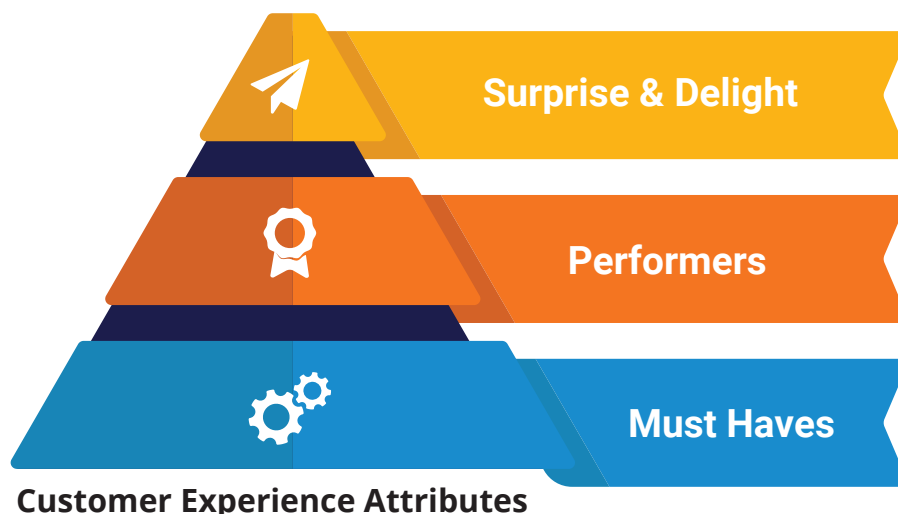 Surprise & Delight
Performers
Must Haves
Customer Experience Attributes